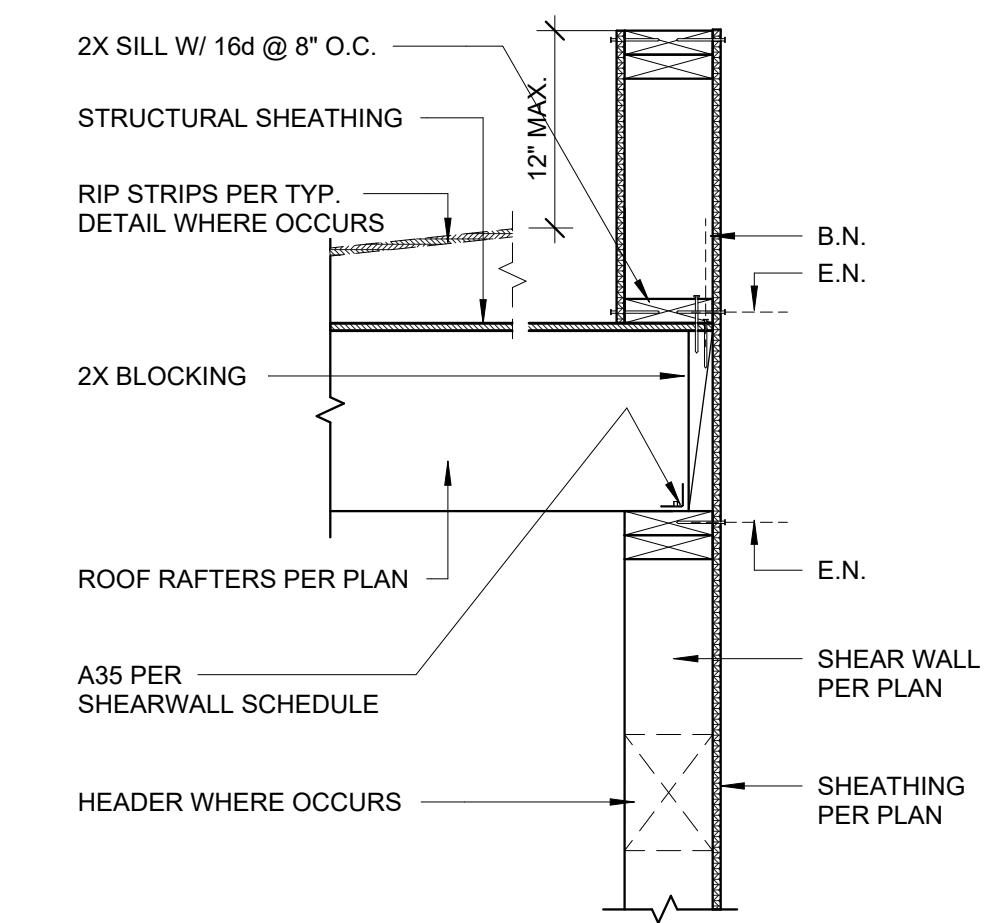 2X SILL W/ 16d @ 8" O.C.
STRUCTURAL SHEATHING
RIP STRIPS PER TYP.
DETAIL WHERE OCCURS
12" MAX.
B.N.
E.N.
2X BLOCKING
ROOF RAFTERS PER PLAN
E.N.
A35 PER
SHEARWALL SCHEDULE
SHEAR WALL
PER PLAN
HEADER WHERE OCCURS
SHEATHING
PER PLAN